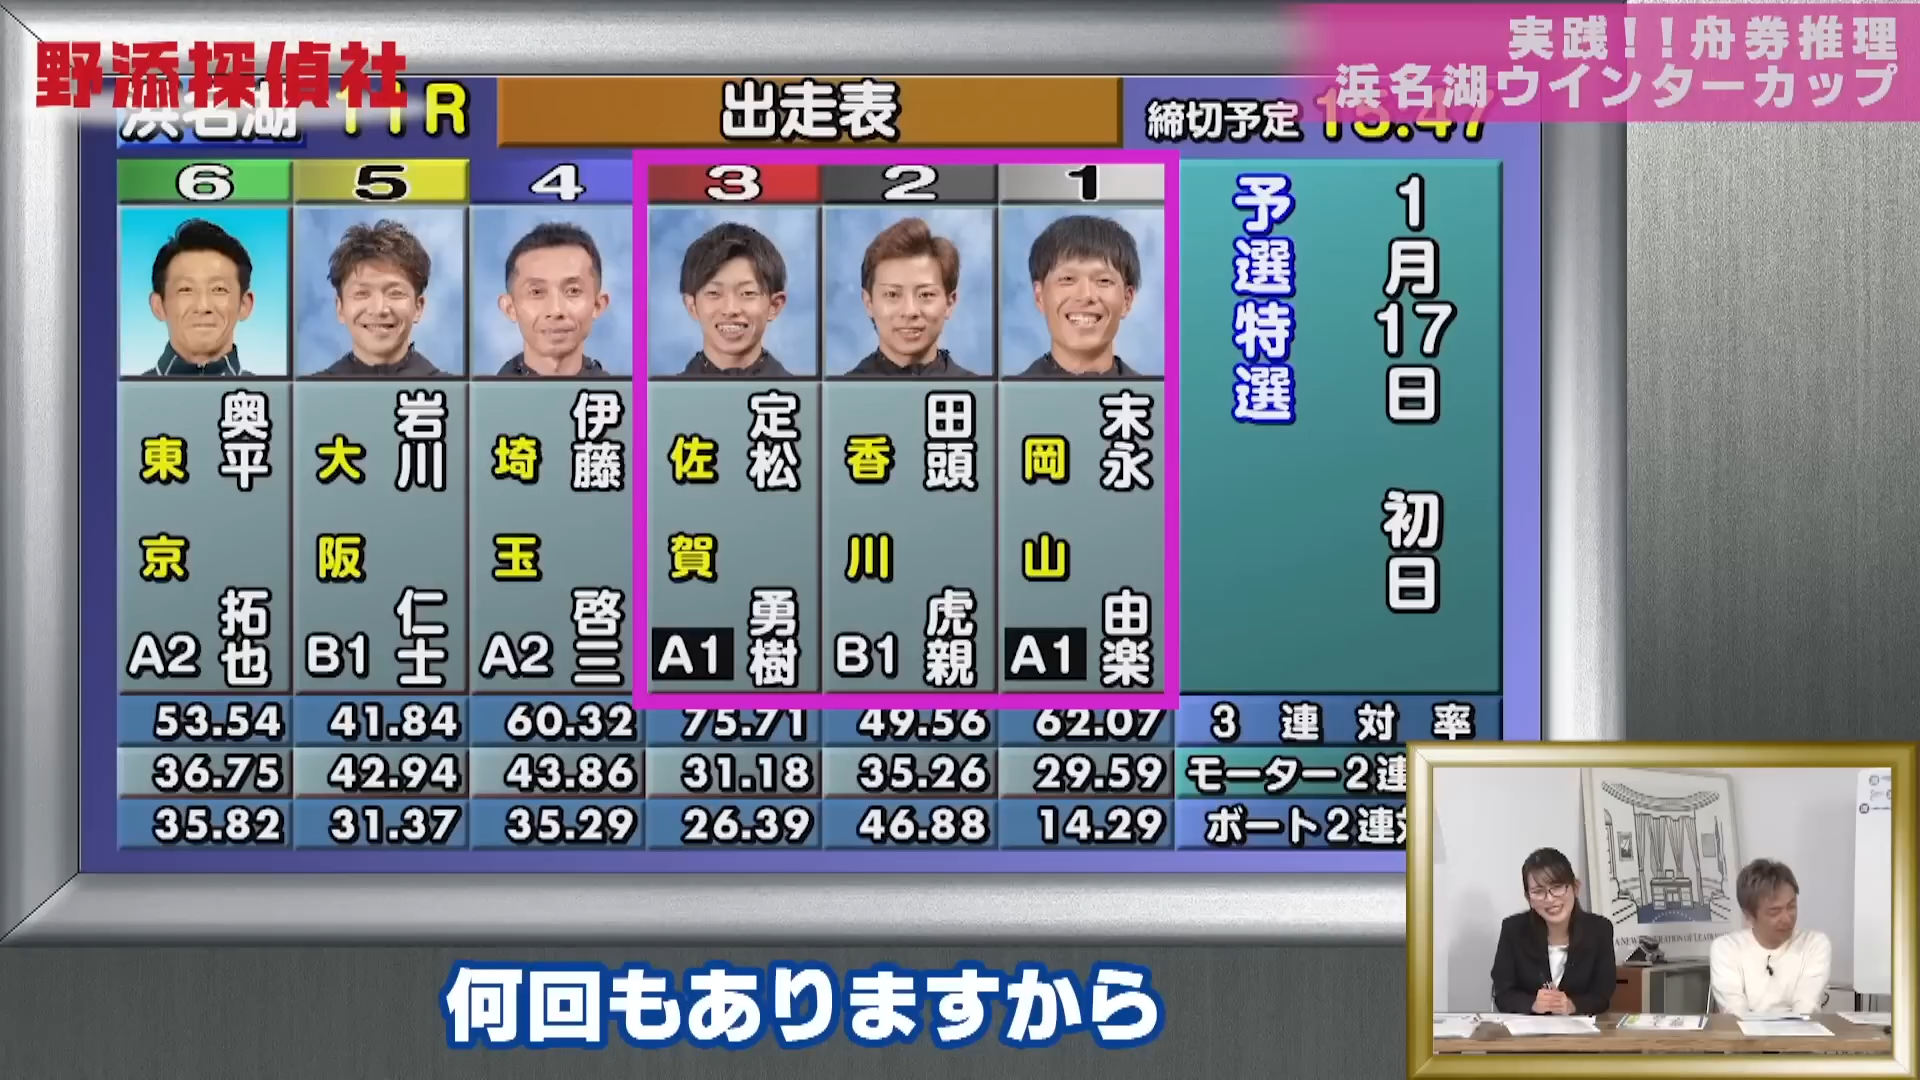 野添探偵社
実践!!舟券推理
浜名湖ウインターカップ
浜名湖 11R
出走表
締切予定 15:47
6 5 4 3 2 1
1月17日 初日
予選特選
末永 由楽
岡山
A1
田頭 虎親
香川
B1
定松 勇樹
佐賀
A1
伊藤 啓三
埼玉
A2
岩川 仁士
大阪
B1
奥平 拓也
東京
A2
53.54 41.84 60.32 75.71 49.56 62.07 3連対率
36.75 42.94 43.86 31.18 35.26 29.59 モーター2連
35.82 31.37 35.29 26.39 46.88 14.29 ボート2連対
何回もありますから